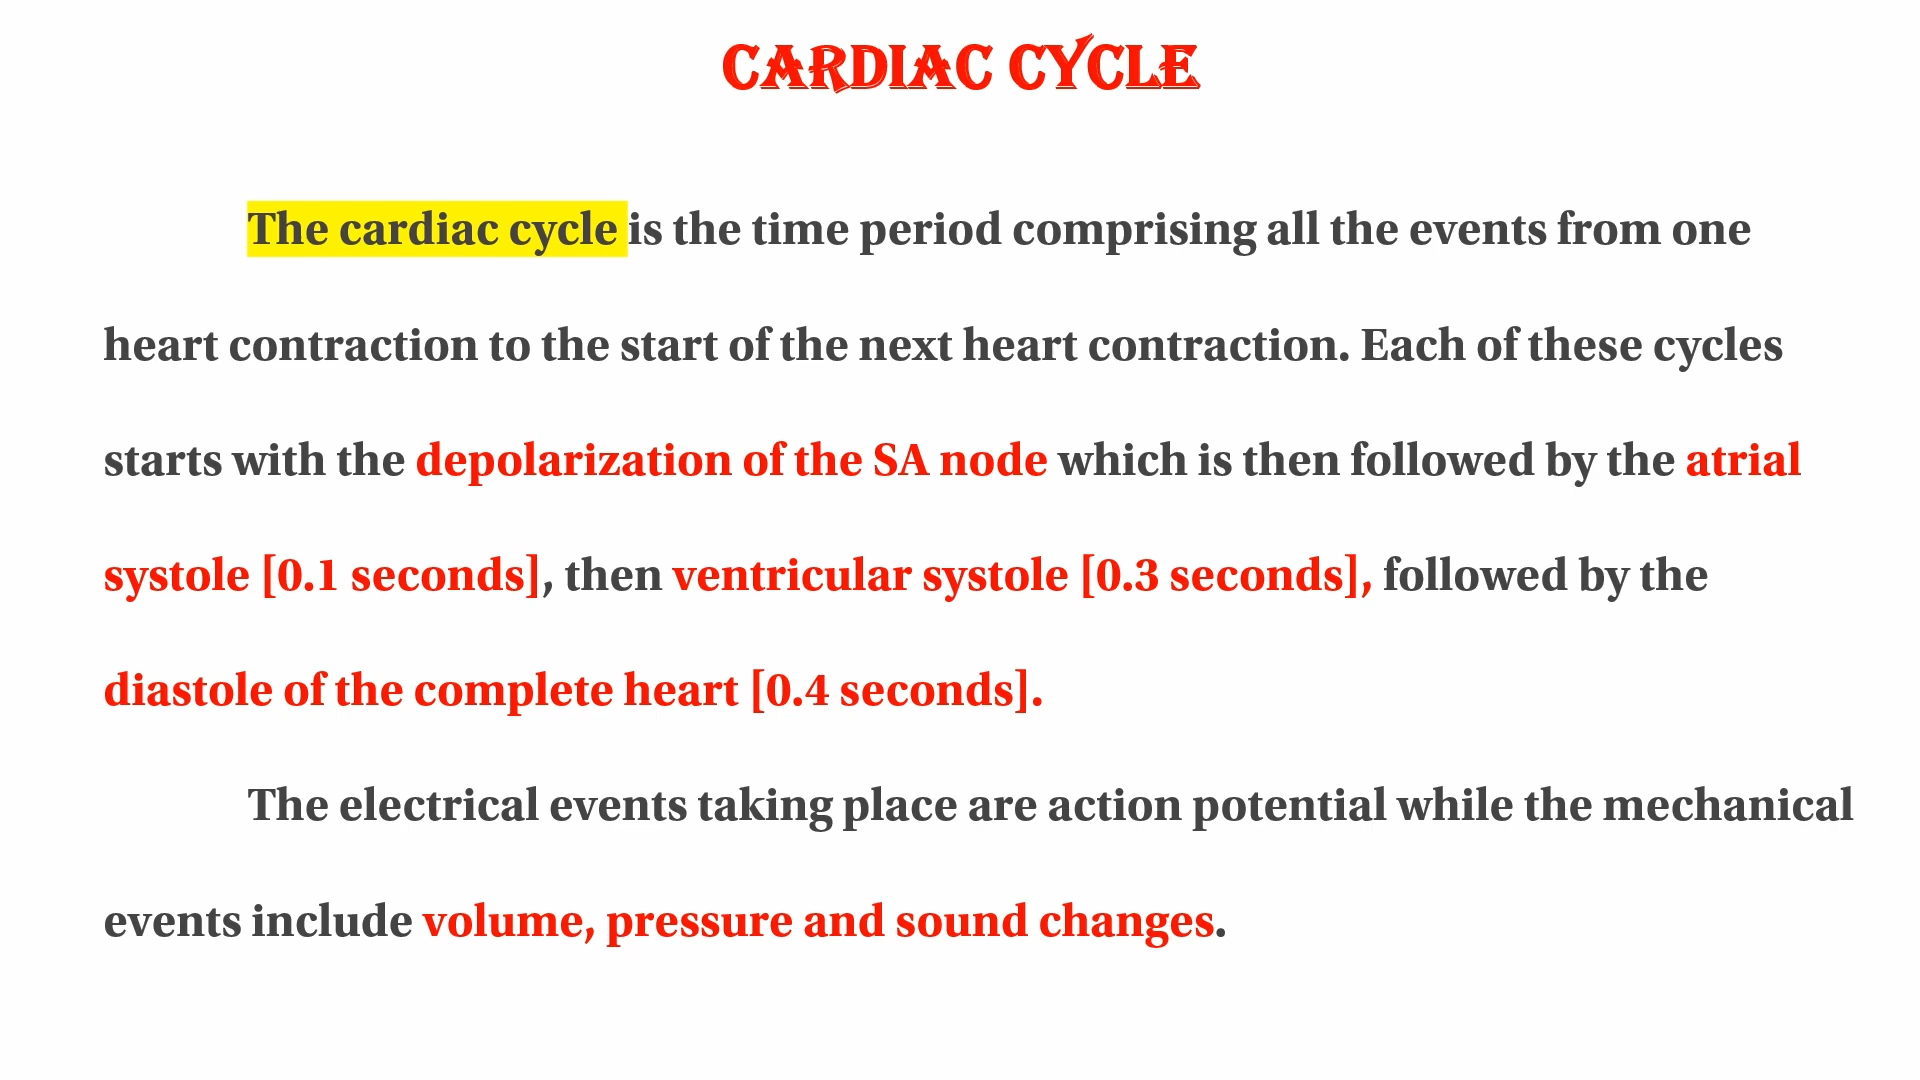 CARDIAC CYCLE
The cardiac cycle is the time period comprising all the events from one
heart contraction to the start of the next heart contraction. Each of these cycles
starts with the depolarization of the SA node which is then followed by the atrial
systole [0.1 seconds], then ventricular systole [0.3 seconds], followed by the
diastole of the complete heart [0.4 seconds].
The electrical events taking place are action potential while the mechanical
events include volume, pressure and sound changes.